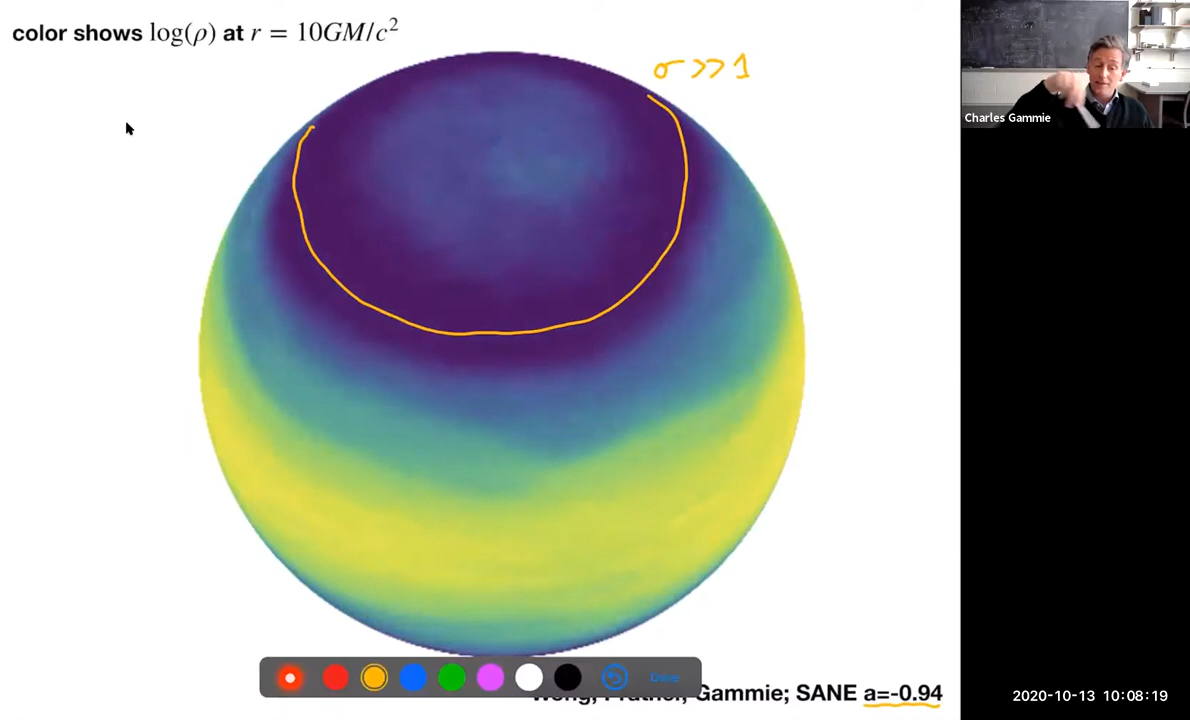 color shows log(ρ) at r = 10GM/c²
σ >> 1
Charles Gammie
Done
Gammie; SANE a=-0.94
2020-10-13 10:08:19